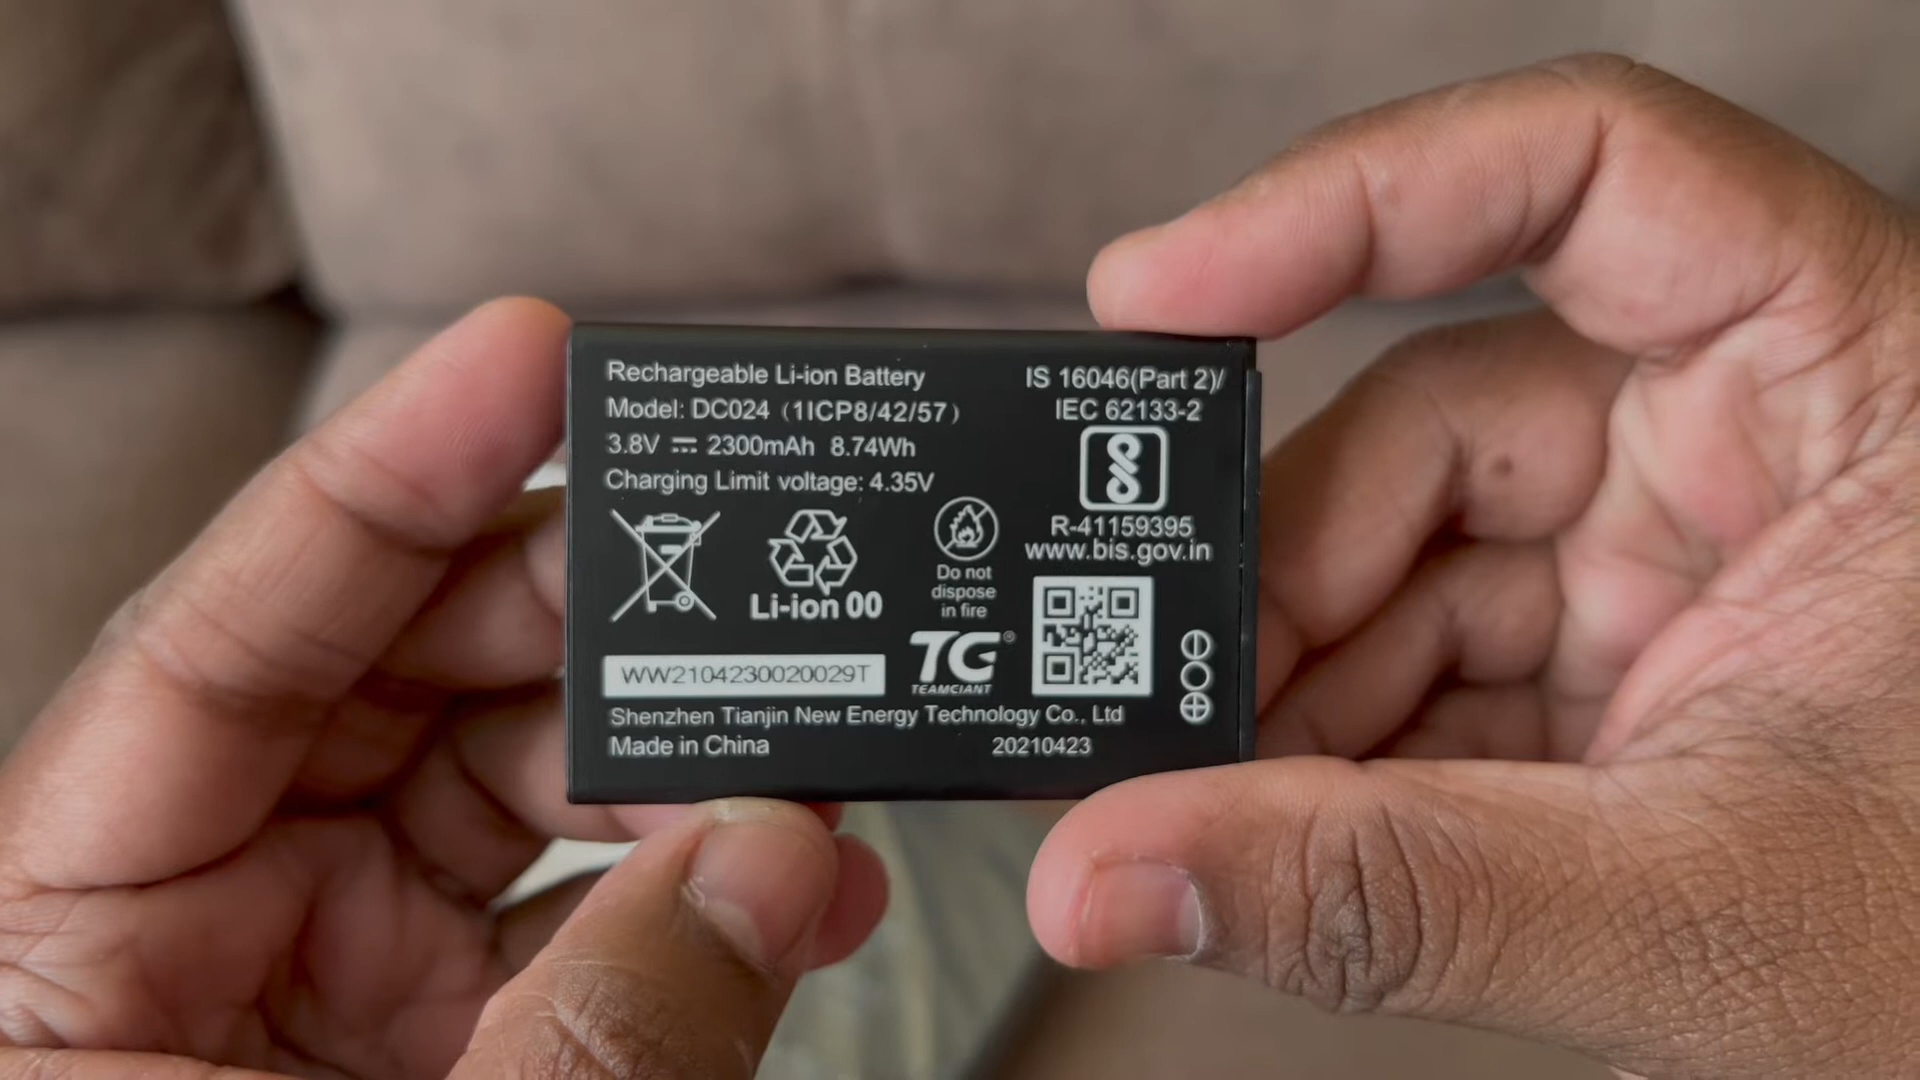 Rechargeable Li-ion Battery
Model: DC024 (1ICP8/42/57)
3.8V ⎓ 2300mAh 8.74Wh
Charging Limit voltage: 4.35V
IS 16046(Part 2)/
IEC 62133-2
R-41159395
www.bis.gov.in
Li-ion 00
Do not
dispose
in fire
TG®
TEAMCIANT
WW2104230020029T
Shenzhen Tianjin New Energy Technology Co., Ltd
Made in China
20210423